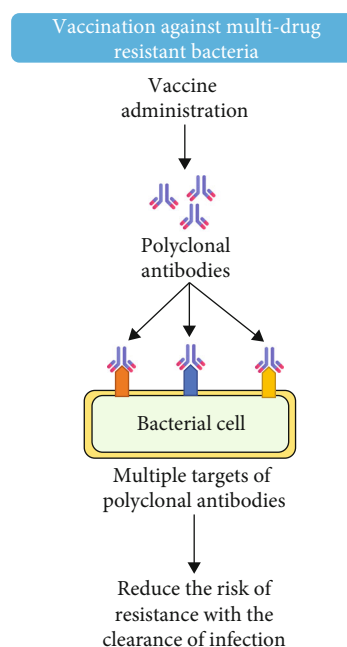 Vaccination against multi-drug
resistant bacteria
Vaccine
administration
Polyclonal
antibodies
Bacterial cell
Multiple targets of
polyclonal antibodies
Reduce the risk of
resistance with the
clearance of infection